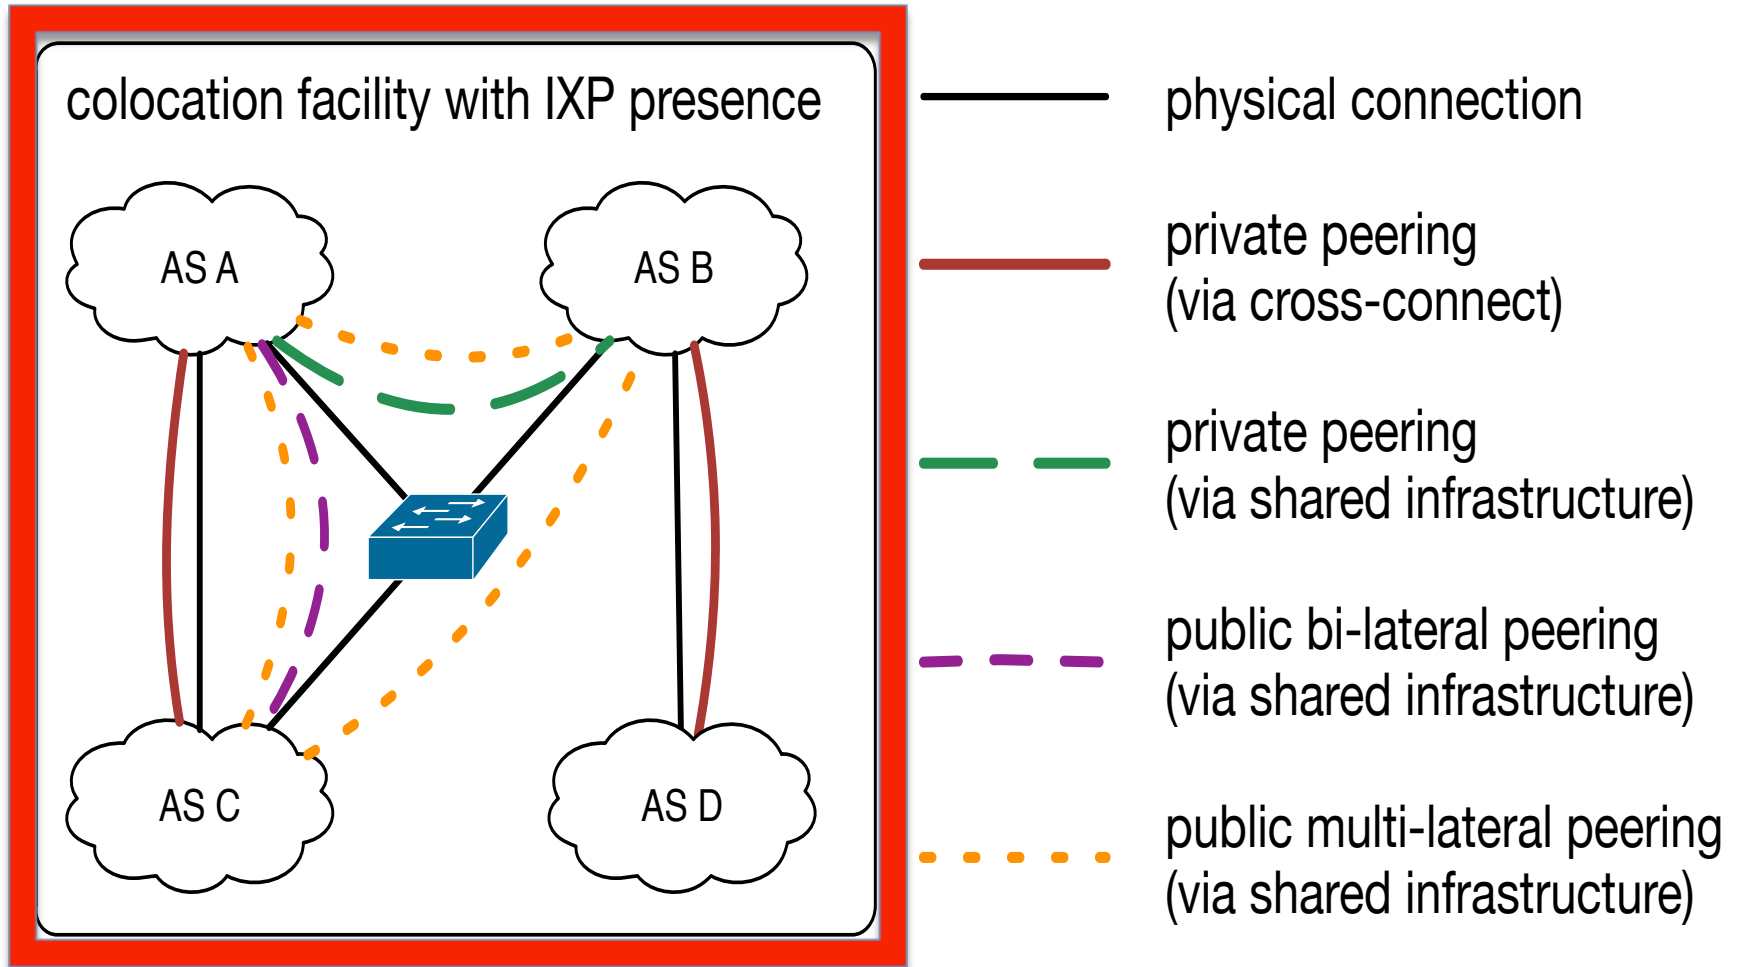 colocation facility with IXP presence
AS A
AS B
AS C
AS D
physical connection
private peering
(via cross-connect)
private peering
(via shared infrastructure)
public bi-lateral peering
(via shared infrastructure)
public multi-lateral peering
(via shared infrastructure)